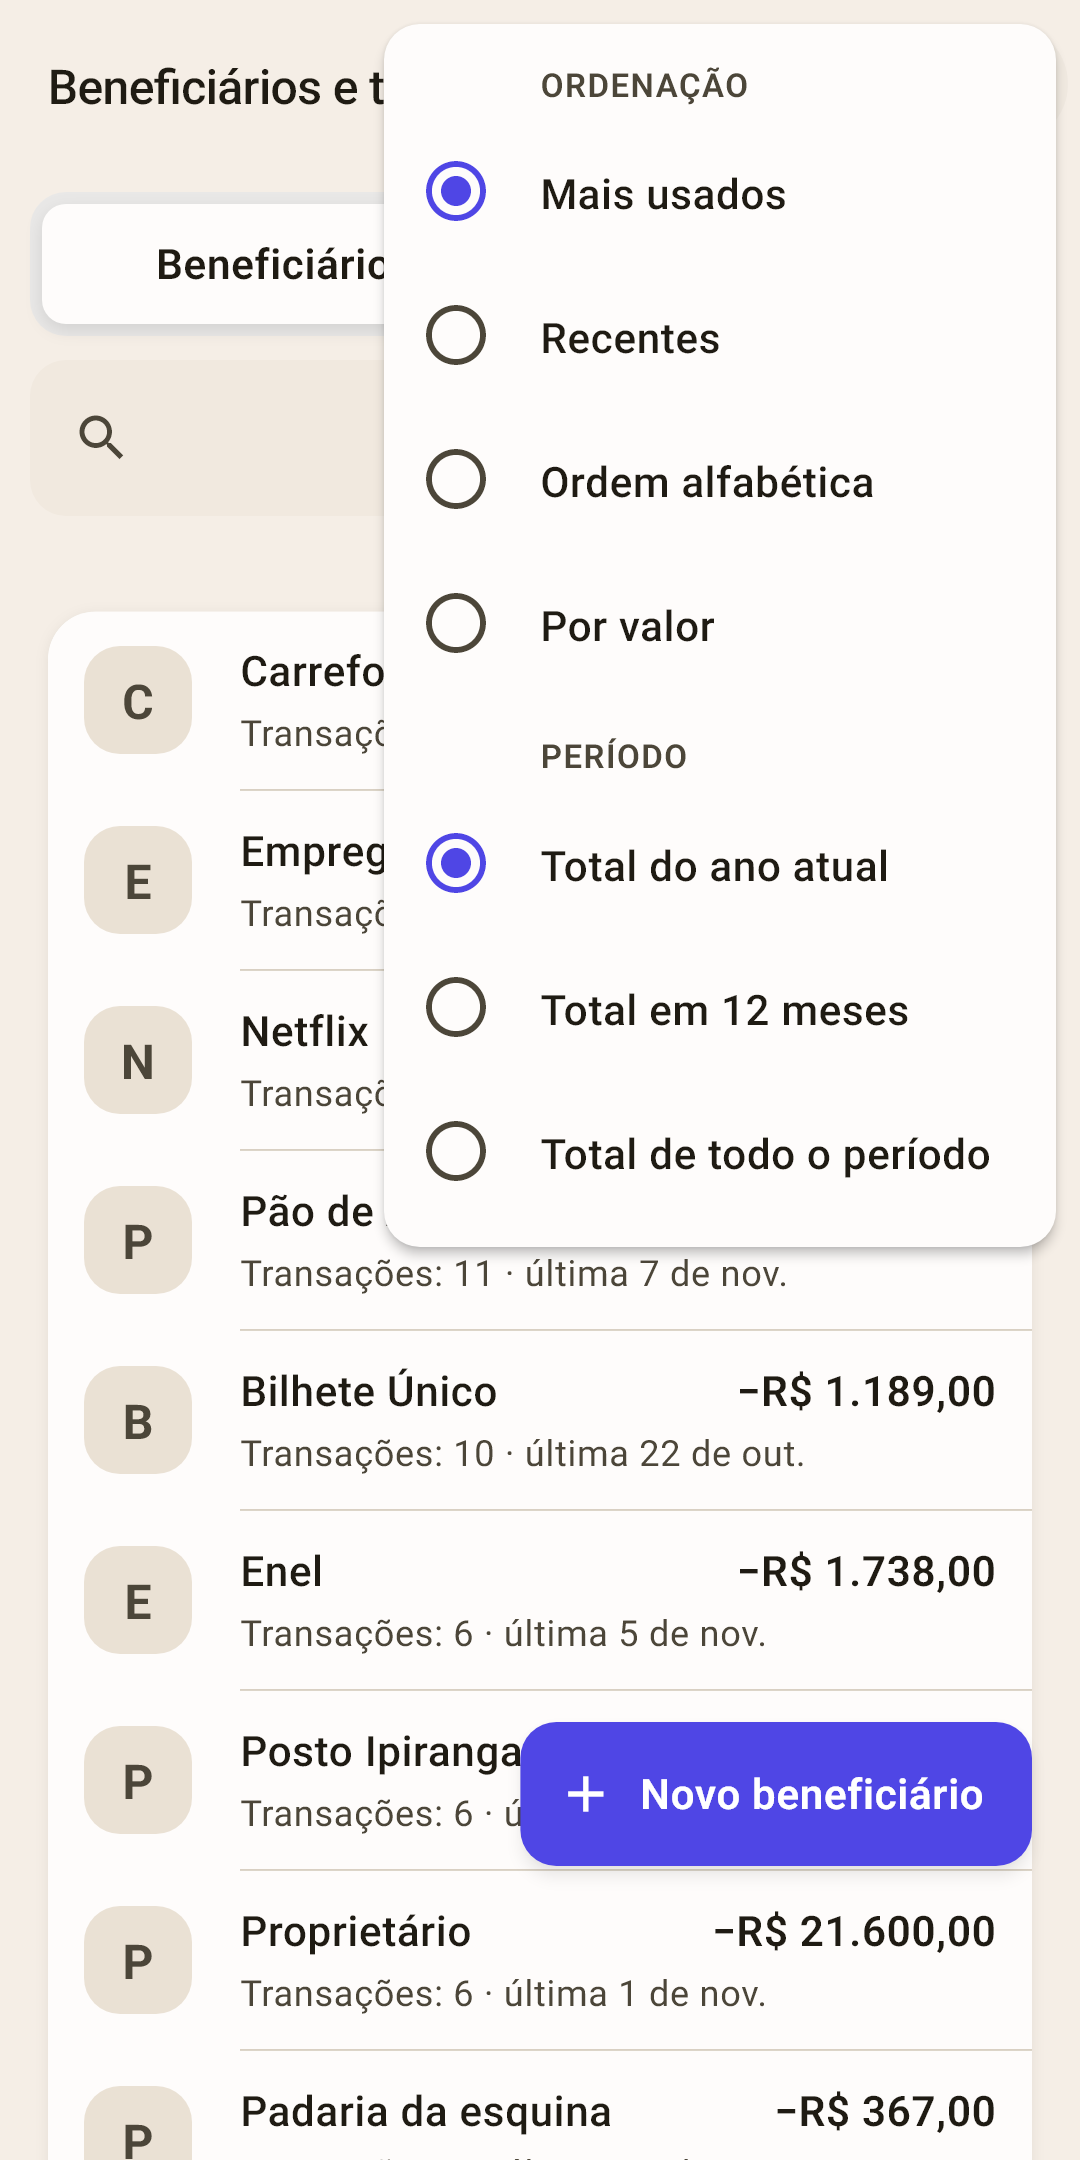 Beneficiários e t
ORDENAÇÃO
Mais usados
Beneficiário
Recentes
Ordem alfabética
Por valor
C
Carrefo
Transaçõ
PERÍODO
E
Empreg
Transaçõ
Total do ano atual
N
Netflix
Transaçõ
Total em 12 meses
Total de todo o período
P
Pão de
Transações: 11 · última 7 de nov.
B
Bilhete Único
−R$ 1.189,00
Transações: 10 · última 22 de out.
E
Enel
−R$ 1.738,00
Transações: 6 · última 5 de nov.
P
Posto Ipiranga
Transações: 6 · ú
+ Novo beneficiário
P
Proprietário
−R$ 21.600,00
Transações: 6 · última 1 de nov.
P
Padaria da esquina
−R$ 367,00